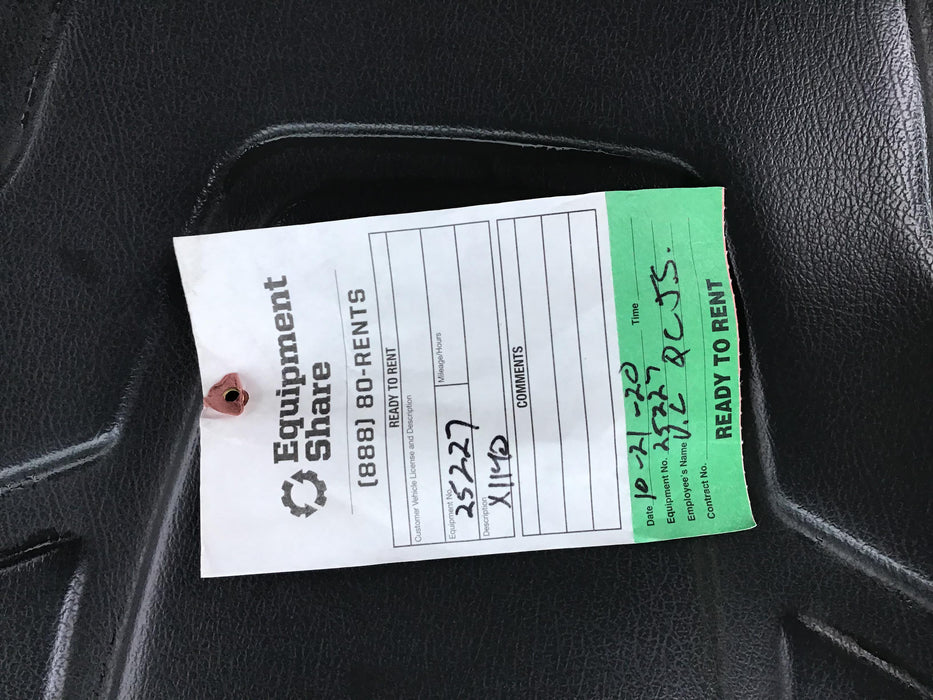 Equipment
Share
(888) 80-RENTS
READY TO RENT
Customer Vehicle License and Description
Equipment No. Mileage/Hours
25227
Description
X1140
COMMENTS
Date 10-21-20 Time
Equipment No. 25227
Employee's Name J.L QCJS.
Contract No.
READY TO RENT